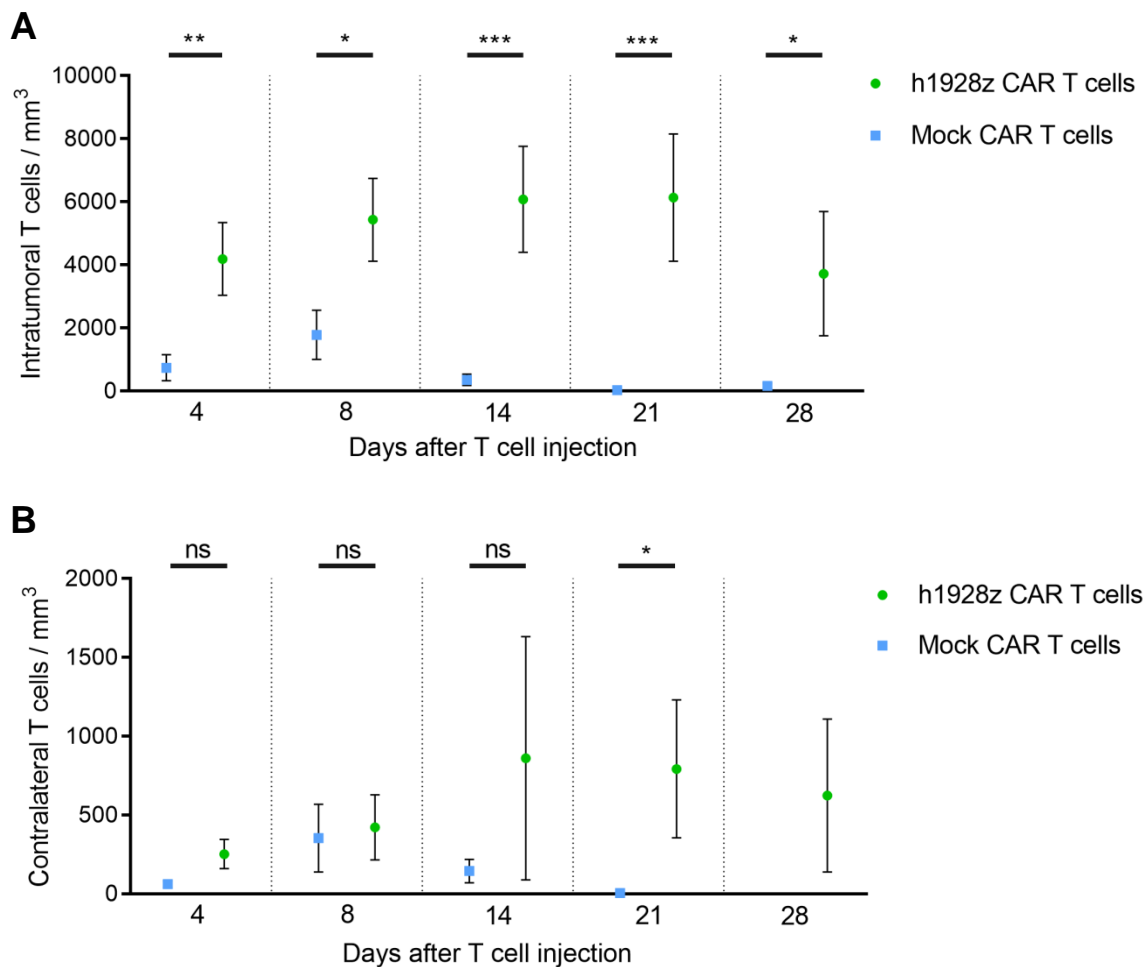 A
** * *** *** *
10000
8000
6000
4000
2000
0
Intratumoral T cells / mm³
4 8 14 21 28
Days after T cell injection
h1928z CAR T cells
Mock CAR T cells
B
ns ns ns *
2000
1500
1000
500
0
Contralateral T cells / mm³
4 8 14 21 28
Days after T cell injection
h1928z CAR T cells
Mock CAR T cells